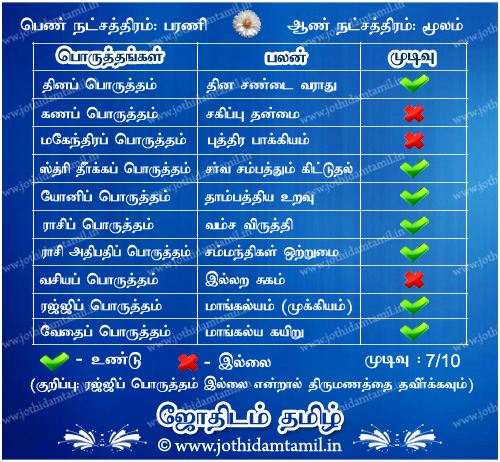 பெண் நட்சத்திரம்: பரணி ஆண் நட்சத்திரம்: மூலம்
பொருத்தங்கள் பலன் முடிவு
தினப் பொருத்தம் தின சண்டை வராது
கணப் பொருத்தம் சகிப்பு தன்மை
மகேந்திரப் பொருத்தம் புத்திர பாக்கியம்
ஸ்த்ரி தீர்க்கப் பொருத்தம் சர்வ சம்பத்தும் கிட்டுதல்
யோனிப் பொருத்தம் தாம்பத்திய உறவு
ராசிப் பொருத்தம் வம்ச விருத்தி
ராசி அதிபதிப் பொருத்தம் சம்மந்திகள் ஒற்றுமை
வசியப் பொருத்தம் இல்லற சுகம்
ரஜ்ஜிப் பொருத்தம் மாங்கல்யம் (முக்கியம்)
வேதைப் பொருத்தம் மாங்கல்ய கயிறு
- உண்டு - இல்லை முடிவு : 7/10
(குறிப்பு: ரஜ்ஜிப் பொருத்தம் இல்லை என்றால் திருமணத்தை தவிர்க்கவும்)
ஜோதிடம் தமிழ்
© www.jothidamtamil.in